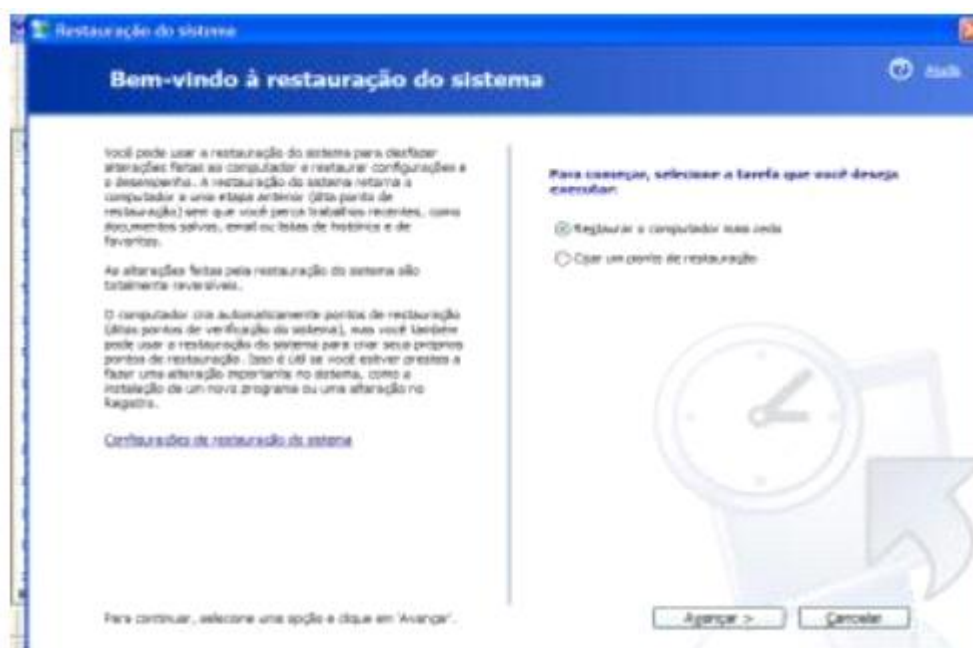 Restauração do sistema
Bem-vindo à restauração do sistema
Ajuda
Você pode usar a restauração do sistema para desfazer
alterações feitas ao computador e restaurar configurações e
o desempenho. A restauração do sistema retorna o
computador a uma etapa anterior (dita ponto de
restauração) sem que você perca trabalhos recentes, como
documentos salvos, email ou listas de histórico e de
favoritos.
As alterações feitas pela restauração do sistema são
totalmente reversíveis.
O computador cria automaticamente pontos de restauração
(ditos pontos de verificação do sistema), mas você também
pode usar a restauração do sistema para criar seus próprios
pontos de restauração. Isso é útil se você estiver prestes a
fazer uma alteração importante no sistema, como a
instalação de um novo programa ou uma alteração no
Registro.
Configurações de restauração do sistema
Para começar, selecione a tarefa que você deseja
executar:
Restaurar o computador mais cedo
Criar um ponto de restauração
Para continuar, selecione uma opção e clique em 'Avançar'.
Avançar >
Cancelar